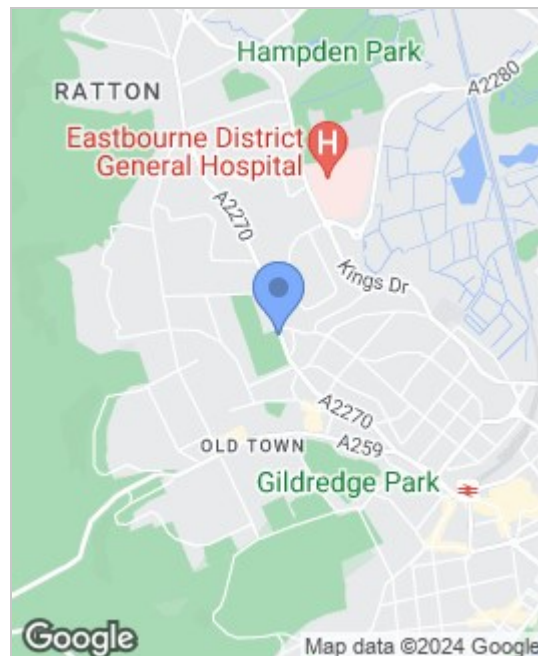 Hampden Park
A2280
RATTON
Eastbourne District
General Hospital
H
A2270
Kings Dr
A2270
A259
OLD TOWN
Gildredge Park
Google
Map data ©2024 Google